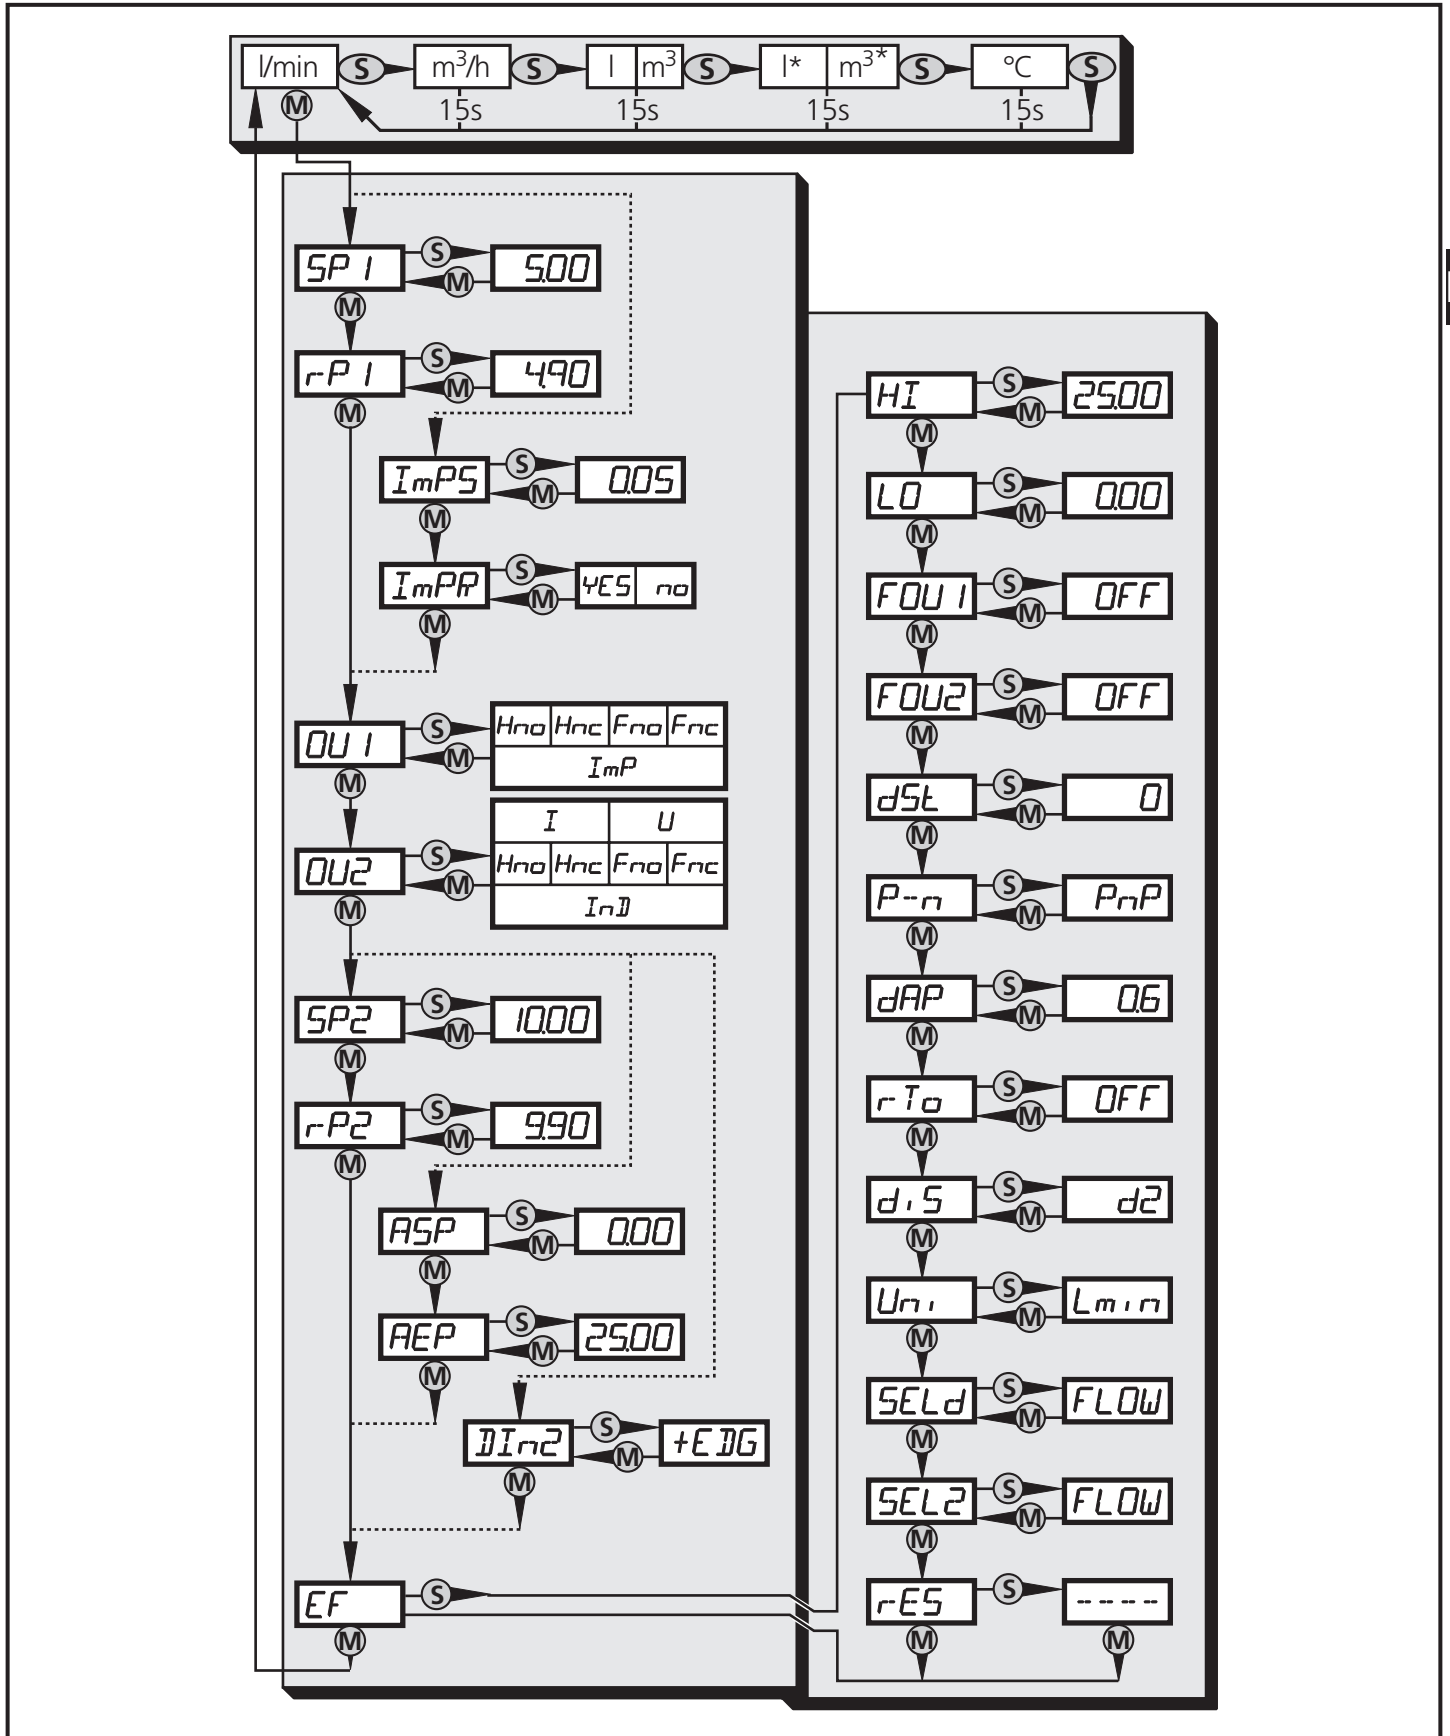 l/min S m³/h S l m³ S l* m³* S °C S
M 15s 15s 15s 15s
SP1 S 5.00
M
M
rP1 S 4.90
M
M
ImPS S 0.05
M
M
ImPR S YES no
M
M
OU1 S Hno Hnc Fno Fnc
M ImP
M
I U
OU2 S Hno Hnc Fno Fnc
M InD
M
SP2 S 10.00
M
M
rP2 S 9.90
M
M
ASP S 0.00
M
M
AEP S 25.00
M
M
DIn2 S +EDG
M
M
EF S
M
HI S 25.00
M
M
LO S 0.00
M
M
FOU1 S OFF
M
M
FOU2 S OFF
M
M
dSt S 0
M
M
P-n S PnP
M
M
dAP S 0.6
M
M
rTo S OFF
M
M
diS S d2
M
M
Uni S Lmin
M
M
SELd S FLOW
M
M
SEL2 S FLOW
M
M
rES S ----
M M